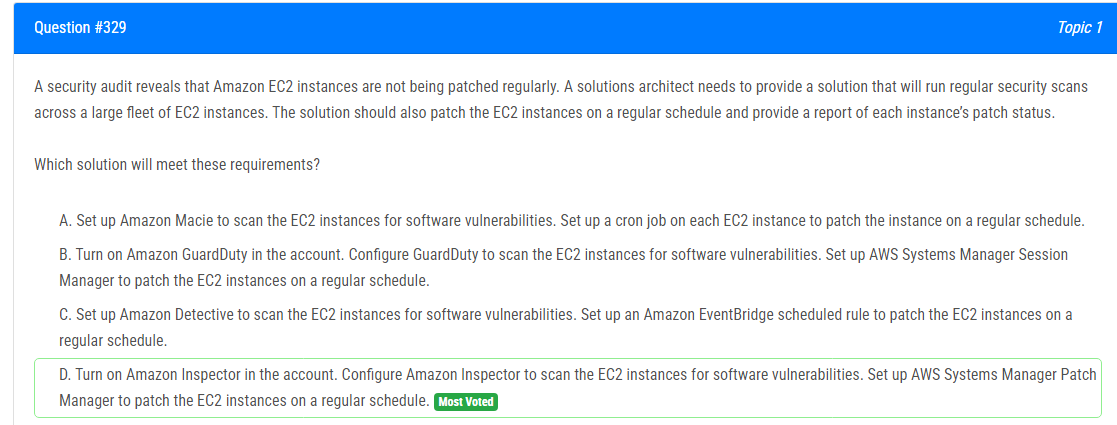 Question #329
Topic 1
A security audit reveals that Amazon EC2 instances are not being patched regularly. A solutions architect needs to provide a solution that will run regular security scans
across a large fleet of EC2 instances. The solution should also patch the EC2 instances on a regular schedule and provide a report of each instance’s patch status.
Which solution will meet these requirements?
A. Set up Amazon Macie to scan the EC2 instances for software vulnerabilities. Set up a cron job on each EC2 instance to patch the instance on a regular schedule.
B. Turn on Amazon GuardDuty in the account. Configure GuardDuty to scan the EC2 instances for software vulnerabilities. Set up AWS Systems Manager Session
Manager to patch the EC2 instances on a regular schedule.
C. Set up Amazon Detective to scan the EC2 instances for software vulnerabilities. Set up an Amazon EventBridge scheduled rule to patch the EC2 instances on a
regular schedule.
D. Turn on Amazon Inspector in the account. Configure Amazon Inspector to scan the EC2 instances for software vulnerabilities. Set up AWS Systems Manager Patch
Manager to patch the EC2 instances on a regular schedule. Most Voted